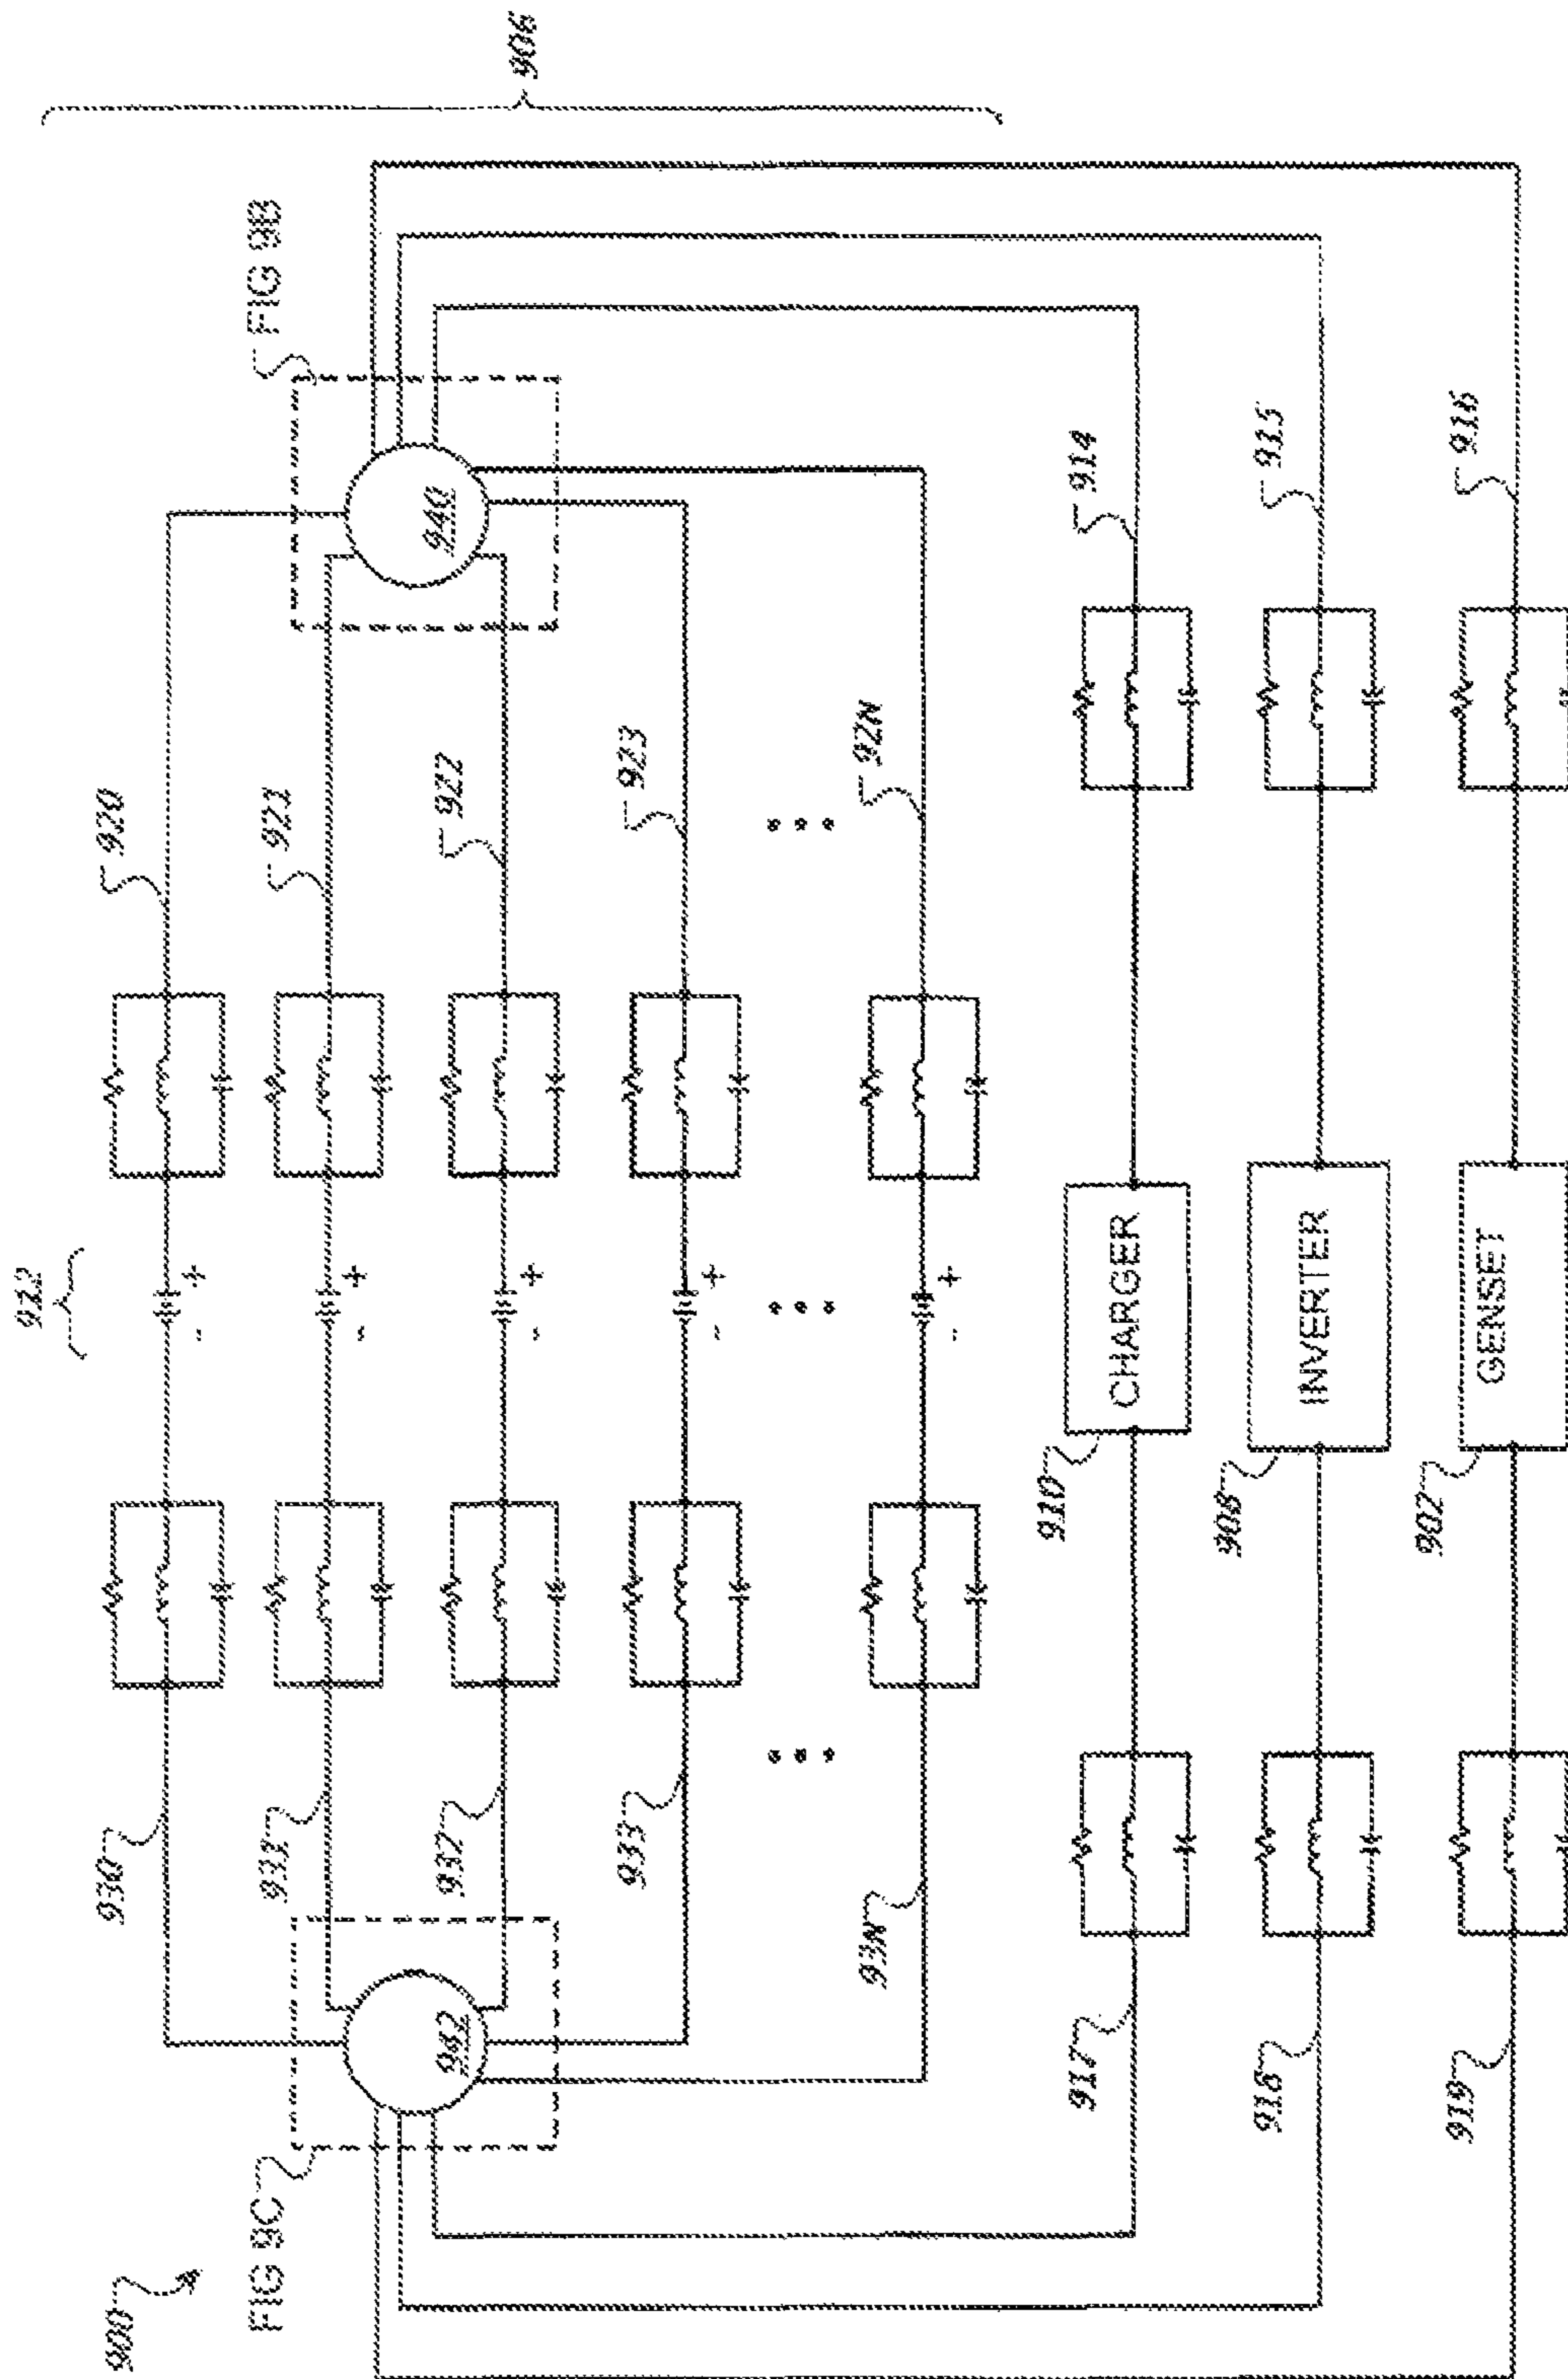 900
906
912
FIG 9C
FIG 9B
930
920
931
921
932
922
933
923
93N
92N
942
940
• • •
• • •
• • •
- +
- +
- +
- +
- +
917
910
CHARGER
914
918
908
INVERTER
915
919
902
GENSET
916